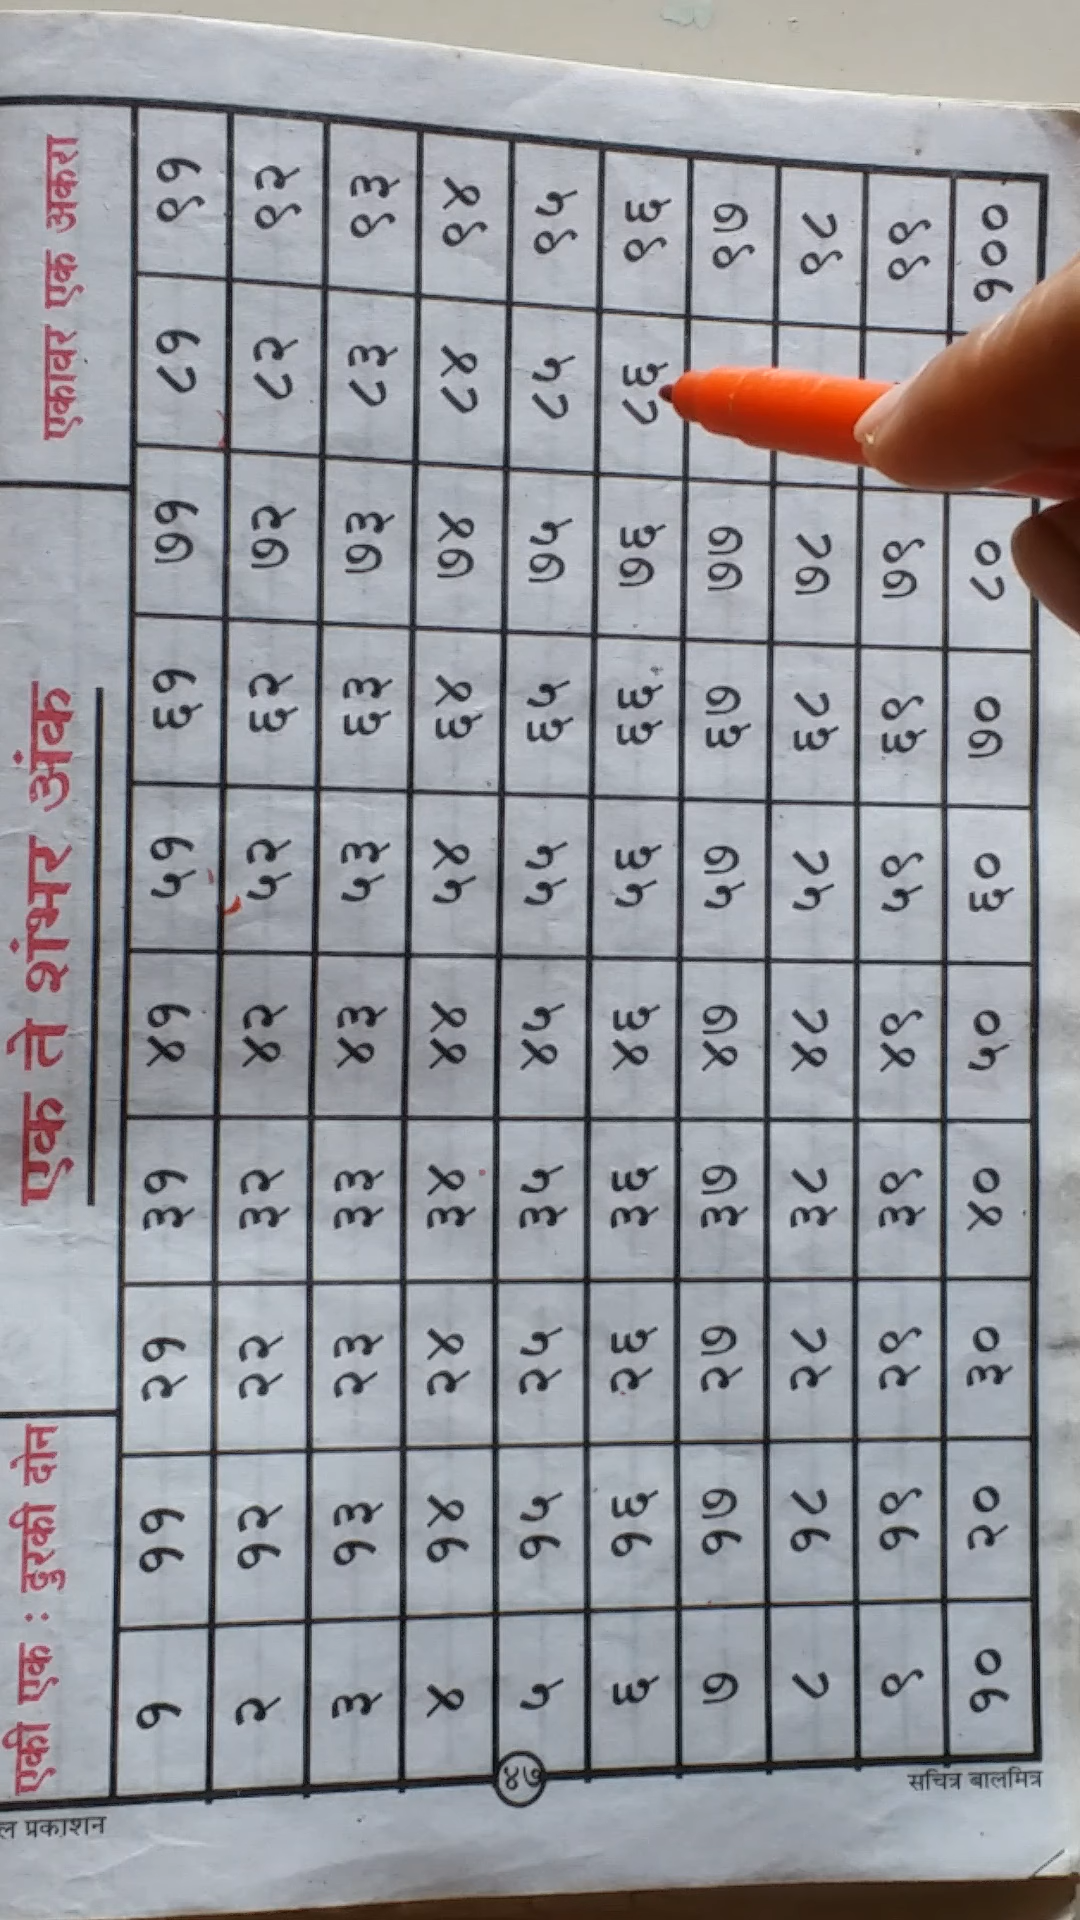 एकी एक : दुरकी दोन एक ते शंभर अंक एकावर एक अकरा
१ ११ २१ ३१ ४१ ५१ ६१ ७१ ८१ ९१
२ १२ २२ ३२ ४२ ५२ ६२ ७२ ८२ ९२
३ १३ २३ ३३ ४३ ५३ ६३ ७३ ८३ ९३
४ १४ २४ ३४ ४४ ५४ ६४ ७४ ८४ ९४
५ १५ २५ ३५ ४५ ५५ ६५ ७५ ८५ ९५
६ १६ २६ ३६ ४६ ५६ ६६ ७६ ८६ ९६
७ १७ २७ ३७ ४७ ५७ ६७ ७७ ९७
८ १८ २८ ३८ ४८ ५८ ६८ ७८ ९८
९ १९ २९ ३९ ४९ ५९ ६९ ७९ ९९
१० २० ३० ४० ५० ६० ७० ८० १००
प्रकाशन
४७
सचित्र बालमित्र